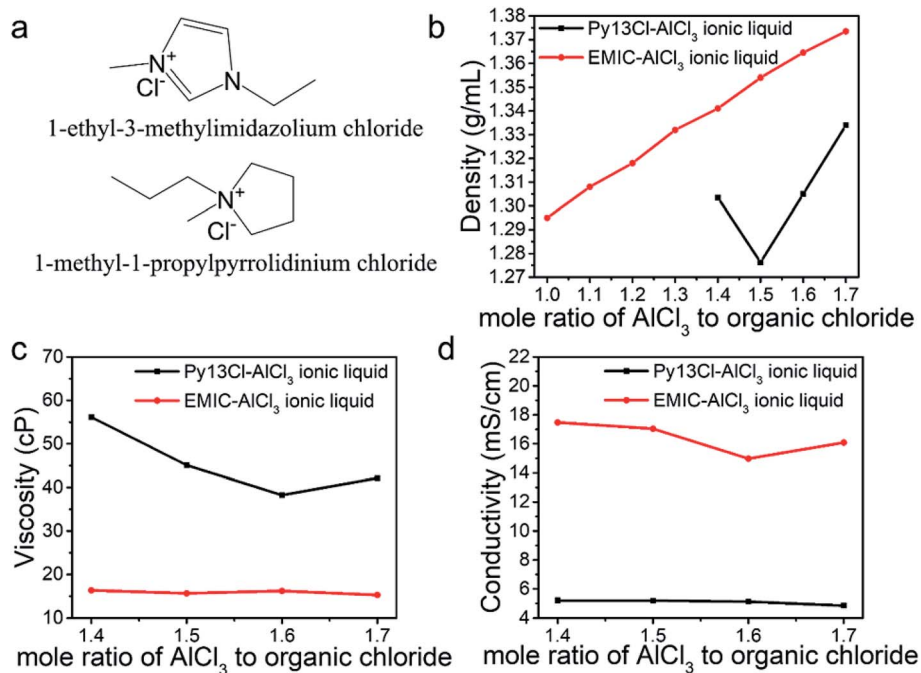 a
N
+
Cl-
N
1-ethyl-3-methylimidazolium chloride
N
+
Cl-
1-methyl-1-propylpyrrolidinium chloride
b
Py13Cl-AlCl3 ionic liquid
EMIC-AlCl3 ionic liquid
Density (g/mL)
1.38
1.37
1.36
1.35
1.34
1.33
1.32
1.31
1.30
1.29
1.28
1.27
1.0 1.1 1.2 1.3 1.4 1.5 1.6 1.7
mole ratio of AlCl3 to organic chloride
c
Py13Cl-AlCl3 ionic liquid
EMIC-AlCl3 ionic liquid
Viscosity (cP)
70
60
50
40
30
20
10
1.4 1.5 1.6 1.7
mole ratio of AlCl3 to organic chloride
d
Py13Cl-AlCl3 ionic liquid
EMIC-AlCl3 ionic liquid
Conductivity (mS/cm)
22
20
18
16
14
12
10
8
6
4
1.4 1.5 1.6 1.7
mole ratio of AlCl3 to organic chloride